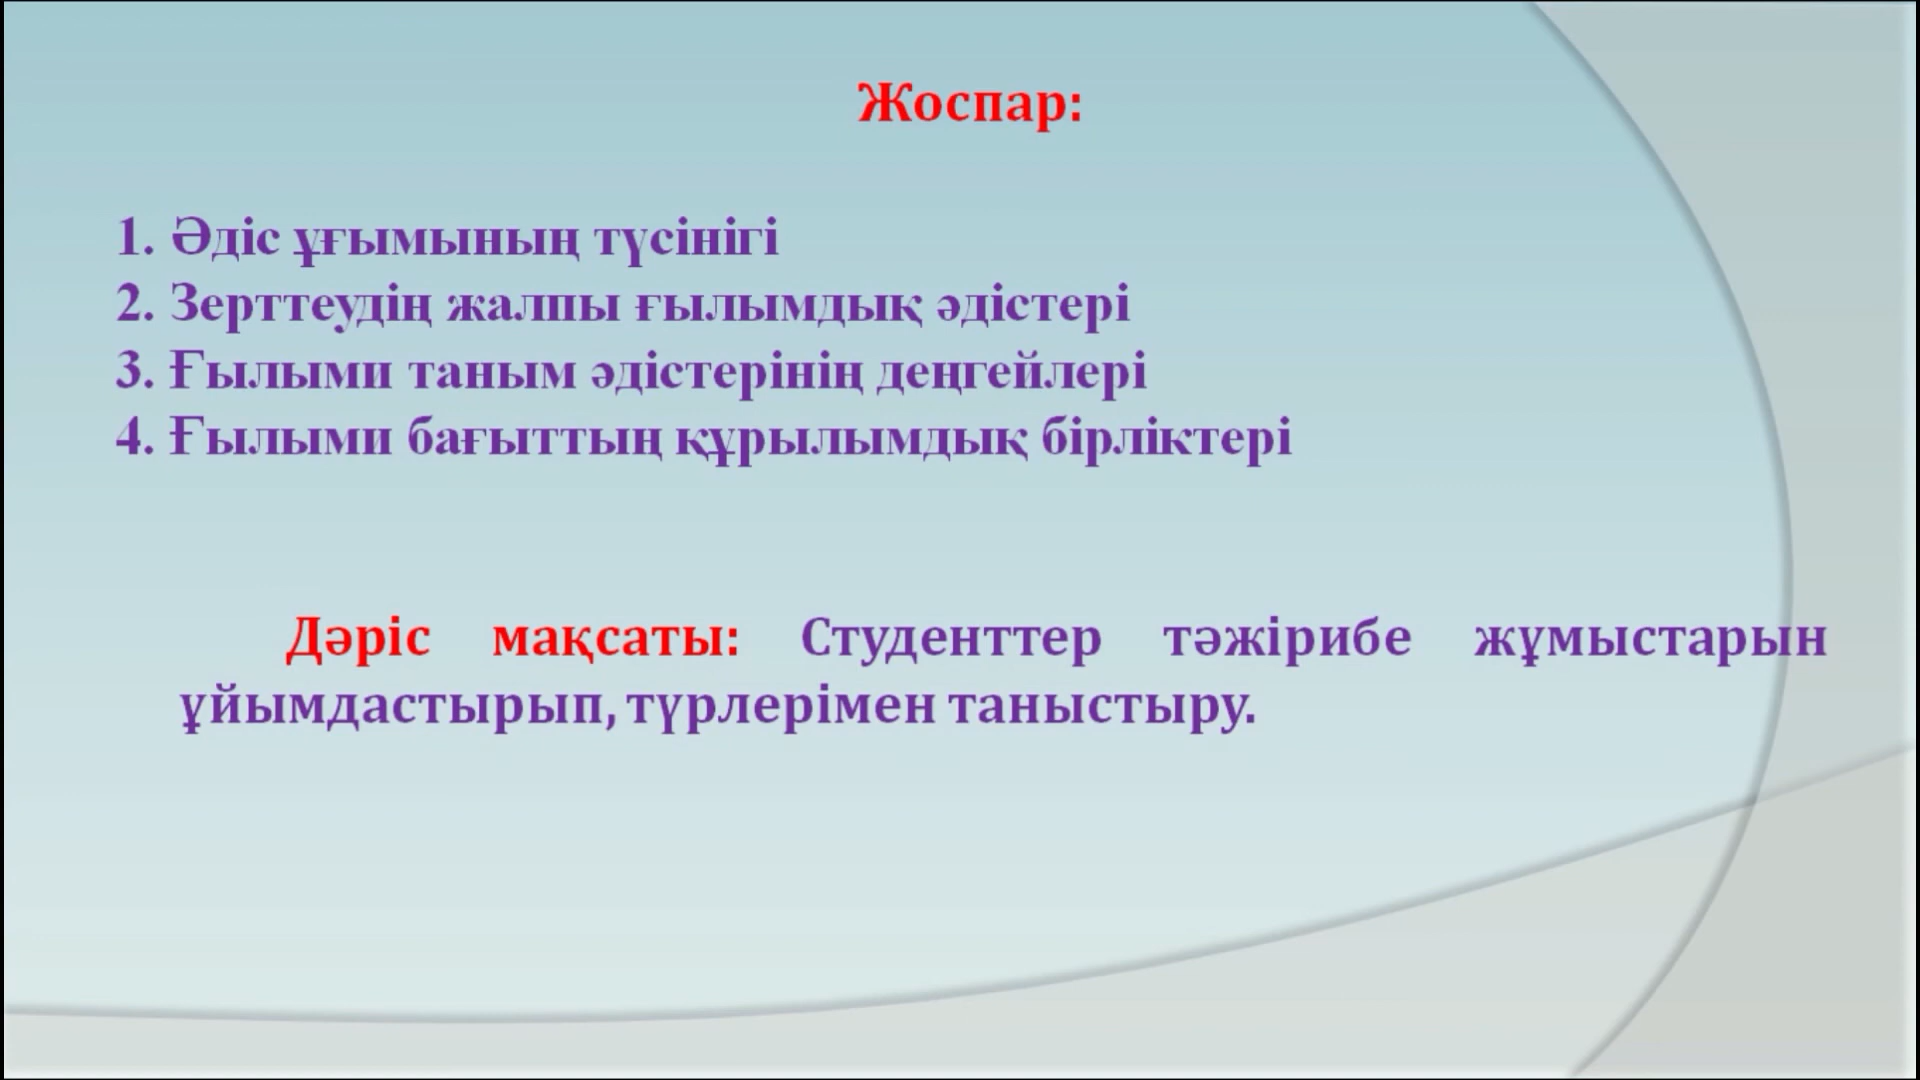 Жоспар:
1. Әдіс ұғымының түсінігі
2. Зерттеудің жалпы ғылымдық әдістері
3. Ғылыми таным әдістерінің деңгейлері
4. Ғылыми бағыттың құрылымдық бірліктері
Дәріс мақсаты: Студенттер тәжірибе жұмыстарын
ұйымдастырып, түрлерімен таныстыру.